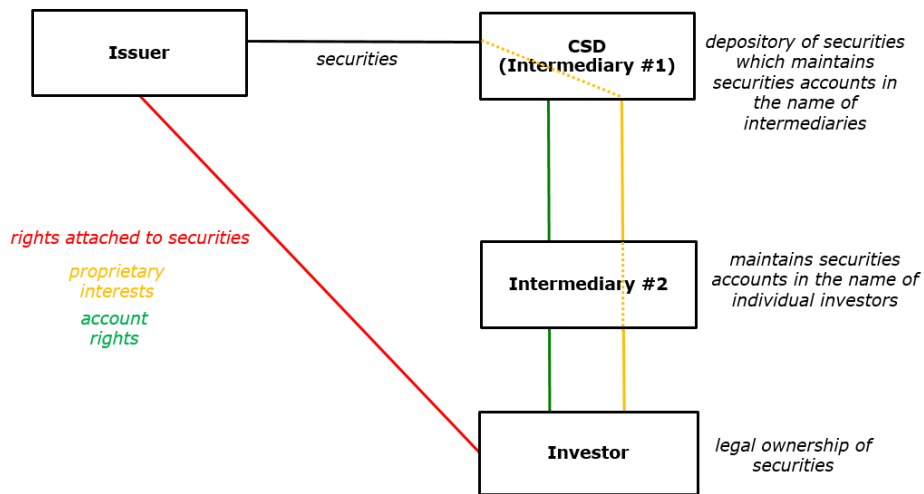 Issuer
securities
CSD
(Intermediary #1)
depository of securities
which maintains
securities accounts in
the name of
intermediaries
rights attached to securities
proprietary
interests
account
rights
Intermediary #2
maintains securities
accounts in the name of
individual investors
Investor
legal ownership of
securities